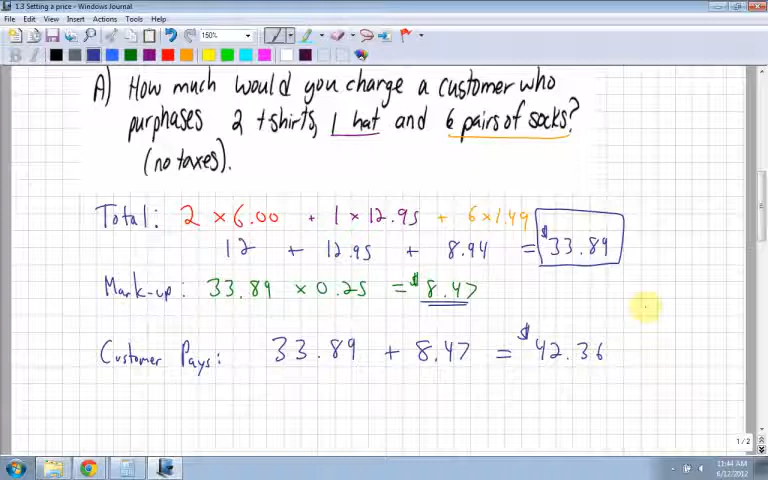 1.3 Setting a price - Windows Journal
File Edit View Insert Actions Tools Help
150%
B
A) How much would you charge a customer who
purphases 2 t-shirts, 1 hat and 6 pairs of socks?
(no taxes).
Total: 2 × 6.00 + 1 × 12.95 + 6 × 1.49
12 + 12.95 + 8.94 = $33.89
Mark-up: 33.89 × 0.25 = $8.47
Customer Pays: 33.89 + 8.47 = $42.36
1/2
11:44 AM
6/12/2012